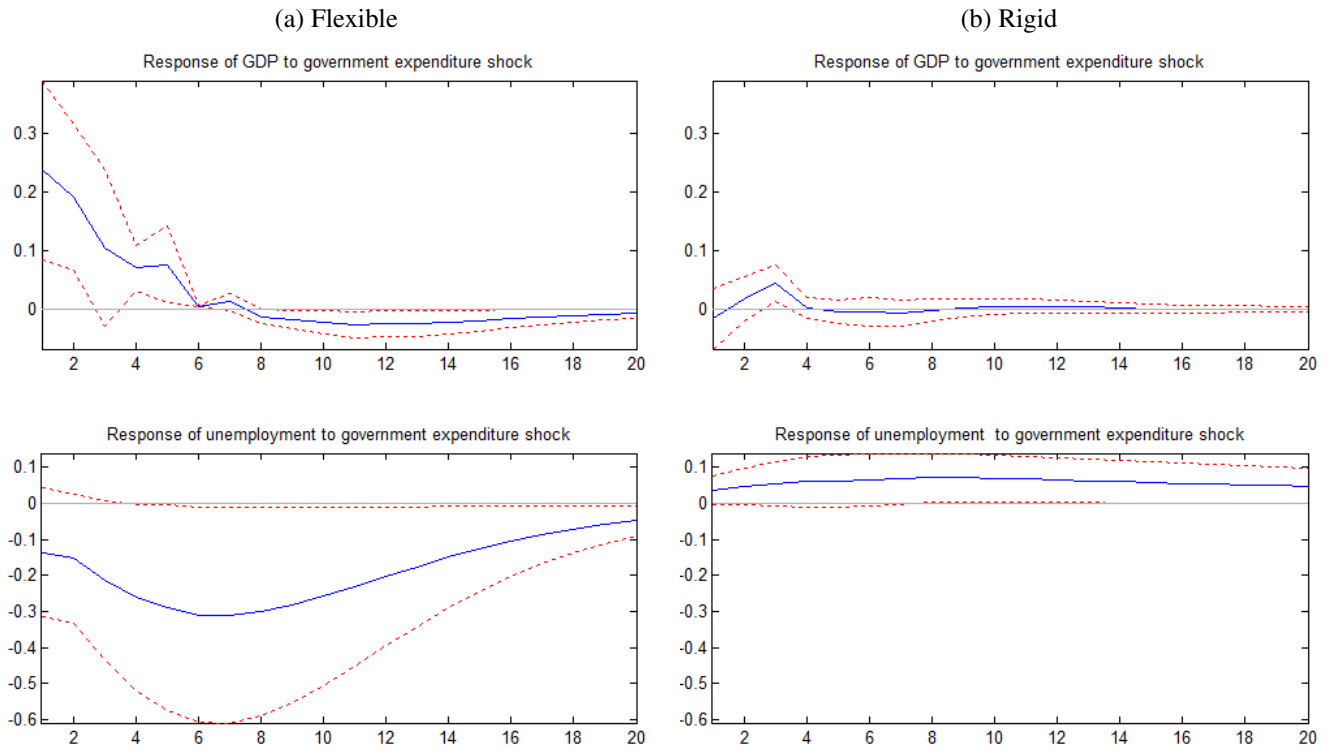 (a) Flexible
(b) Rigid
Response of GDP to government expenditure shock
0.3
0.2
0.1
0
2 4 6 8 10 12 14 16 18 20
Response of GDP to government expenditure shock
0.3
0.2
0.1
0
2 4 6 8 10 12 14 16 18 20
Response of unemployment to government expenditure shock
0.1
0
-0.1
-0.2
-0.3
-0.4
-0.5
-0.6
2 4 6 8 10 12 14 16 18 20
Response of unemployment to government expenditure shock
0.1
0
-0.1
-0.2
-0.3
-0.4
-0.5
-0.6
2 4 6 8 10 12 14 16 18 20